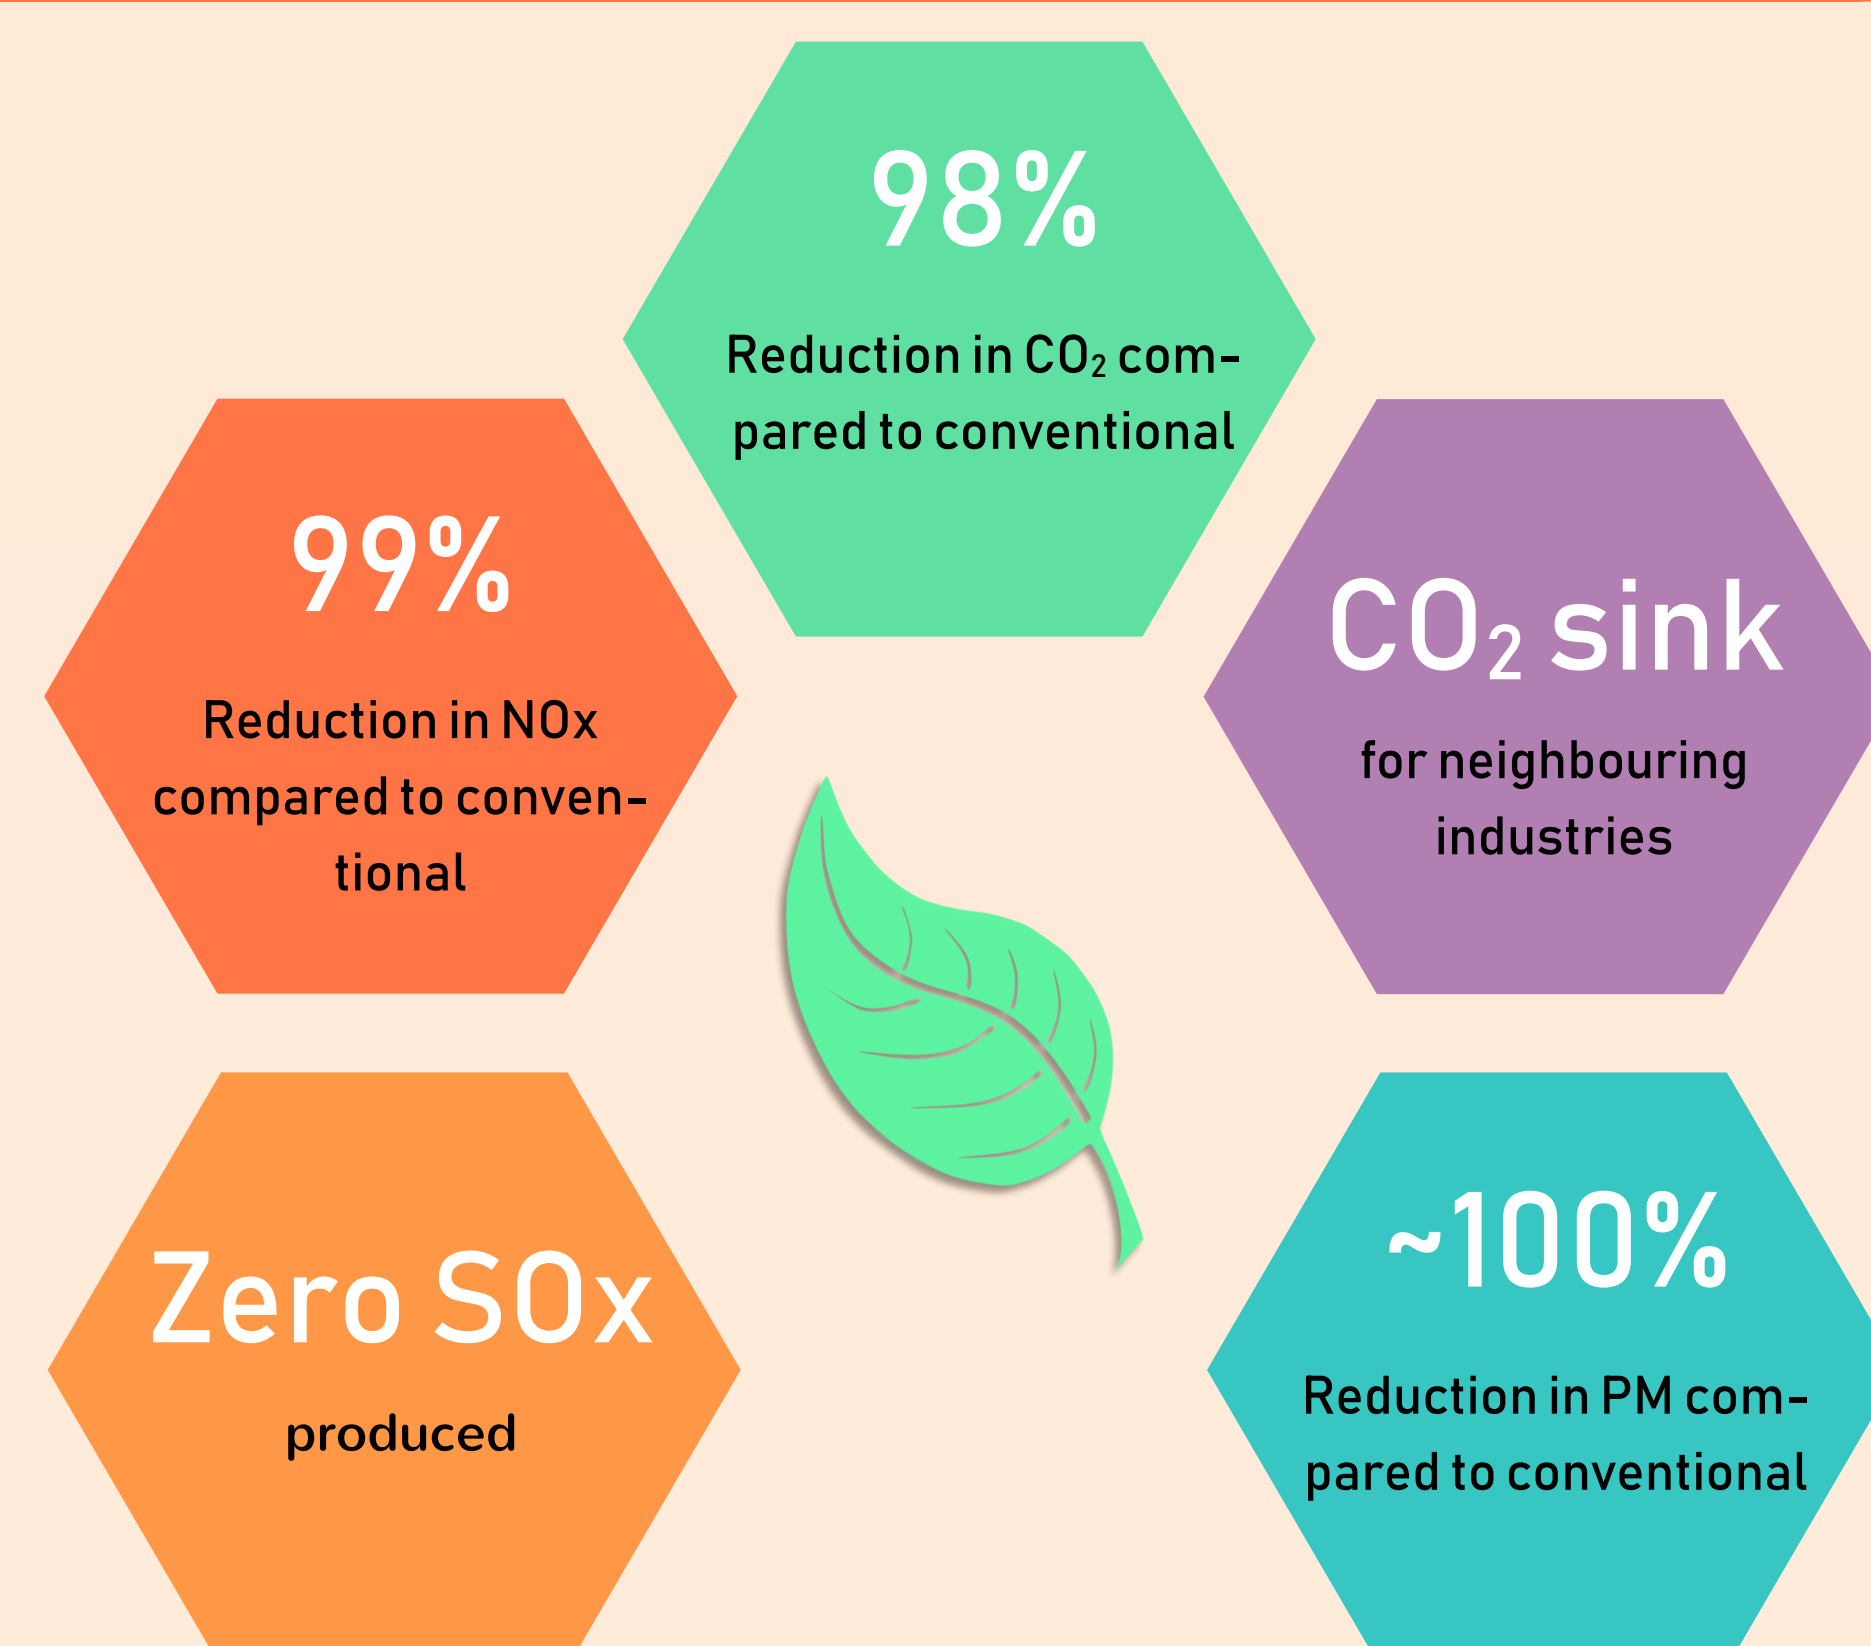 98%
Reduction in CO₂ com-
pared to conventional
99%
Reduction in NOx
compared to conven-
tional
CO₂ sink
for neighbouring
industries
Zero SOx
produced
~100%
Reduction in PM com-
pared to conventional